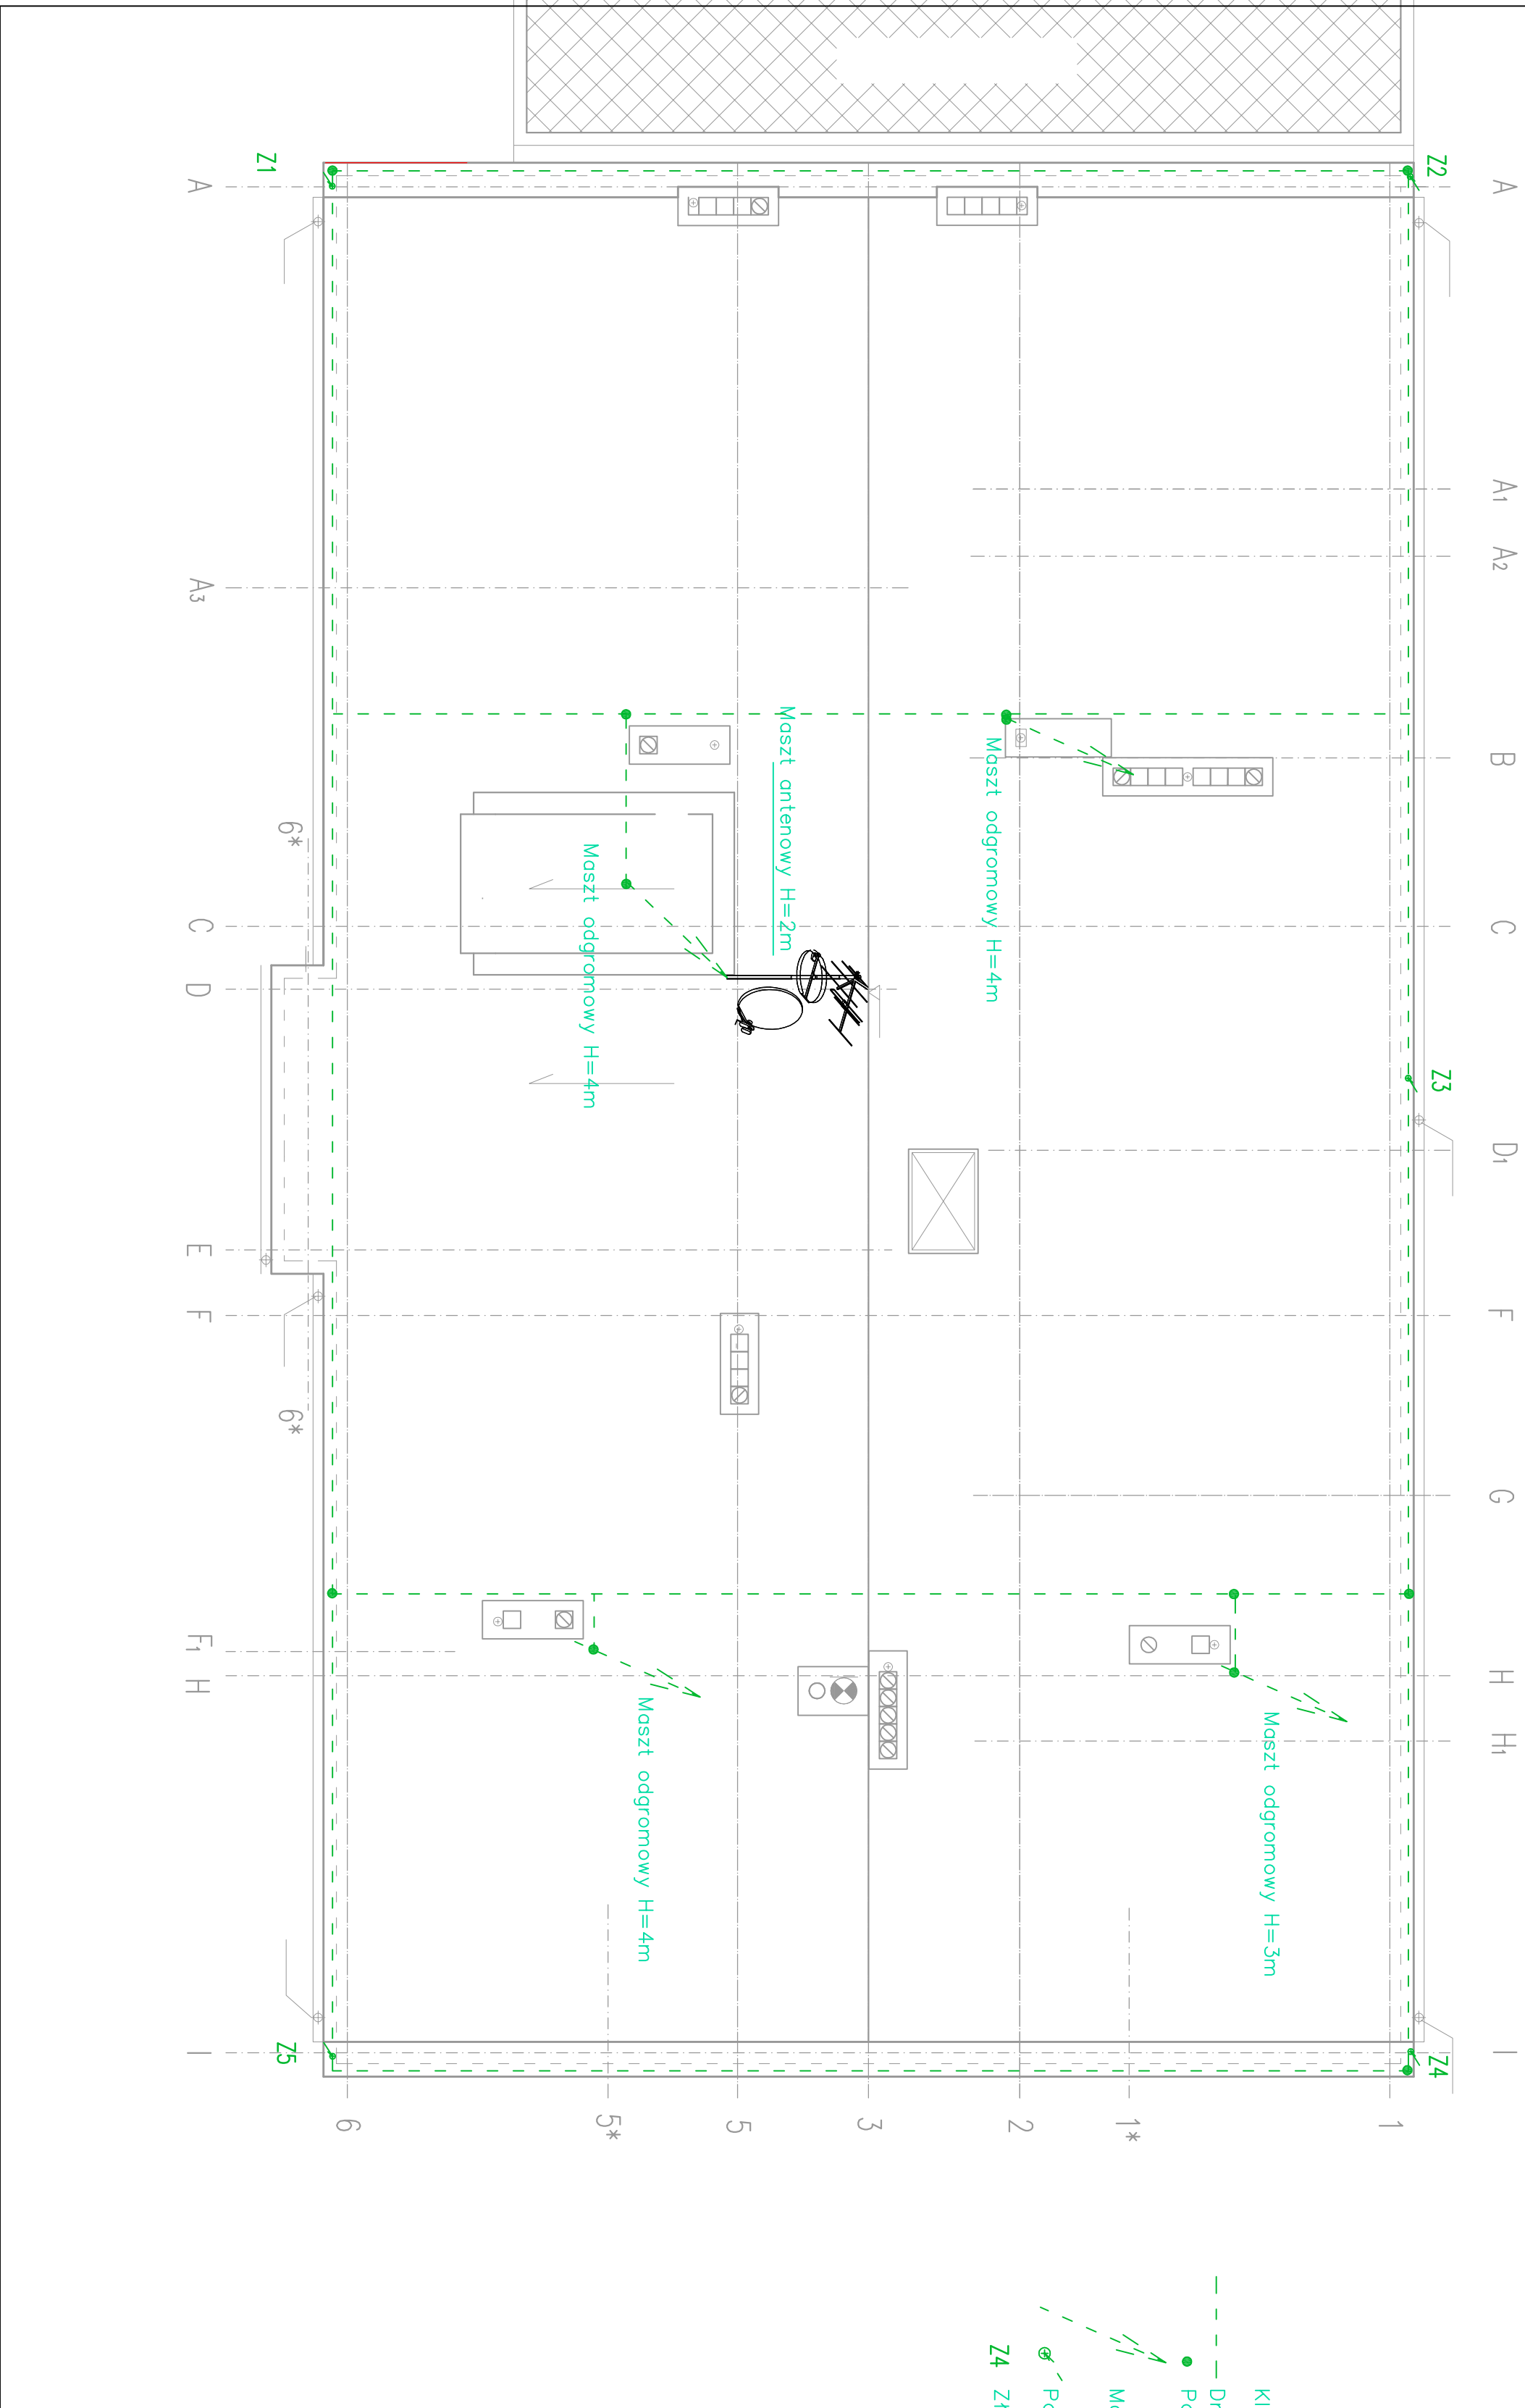 A
A1
A2
B
C
D1
F
G
H
H1
I
Z2
Z3
Z4
Maszt odgromowy H=4m
Maszt antenowy H=2m
Maszt odgromowy H=4m
Maszt odgromowy H=3m
Maszt odgromowy H=4m
Z1
Z5
6*
6*
A
A3
C
D
E
F
F1
H
I
1
1*
2
3
5
5*
6
Z4